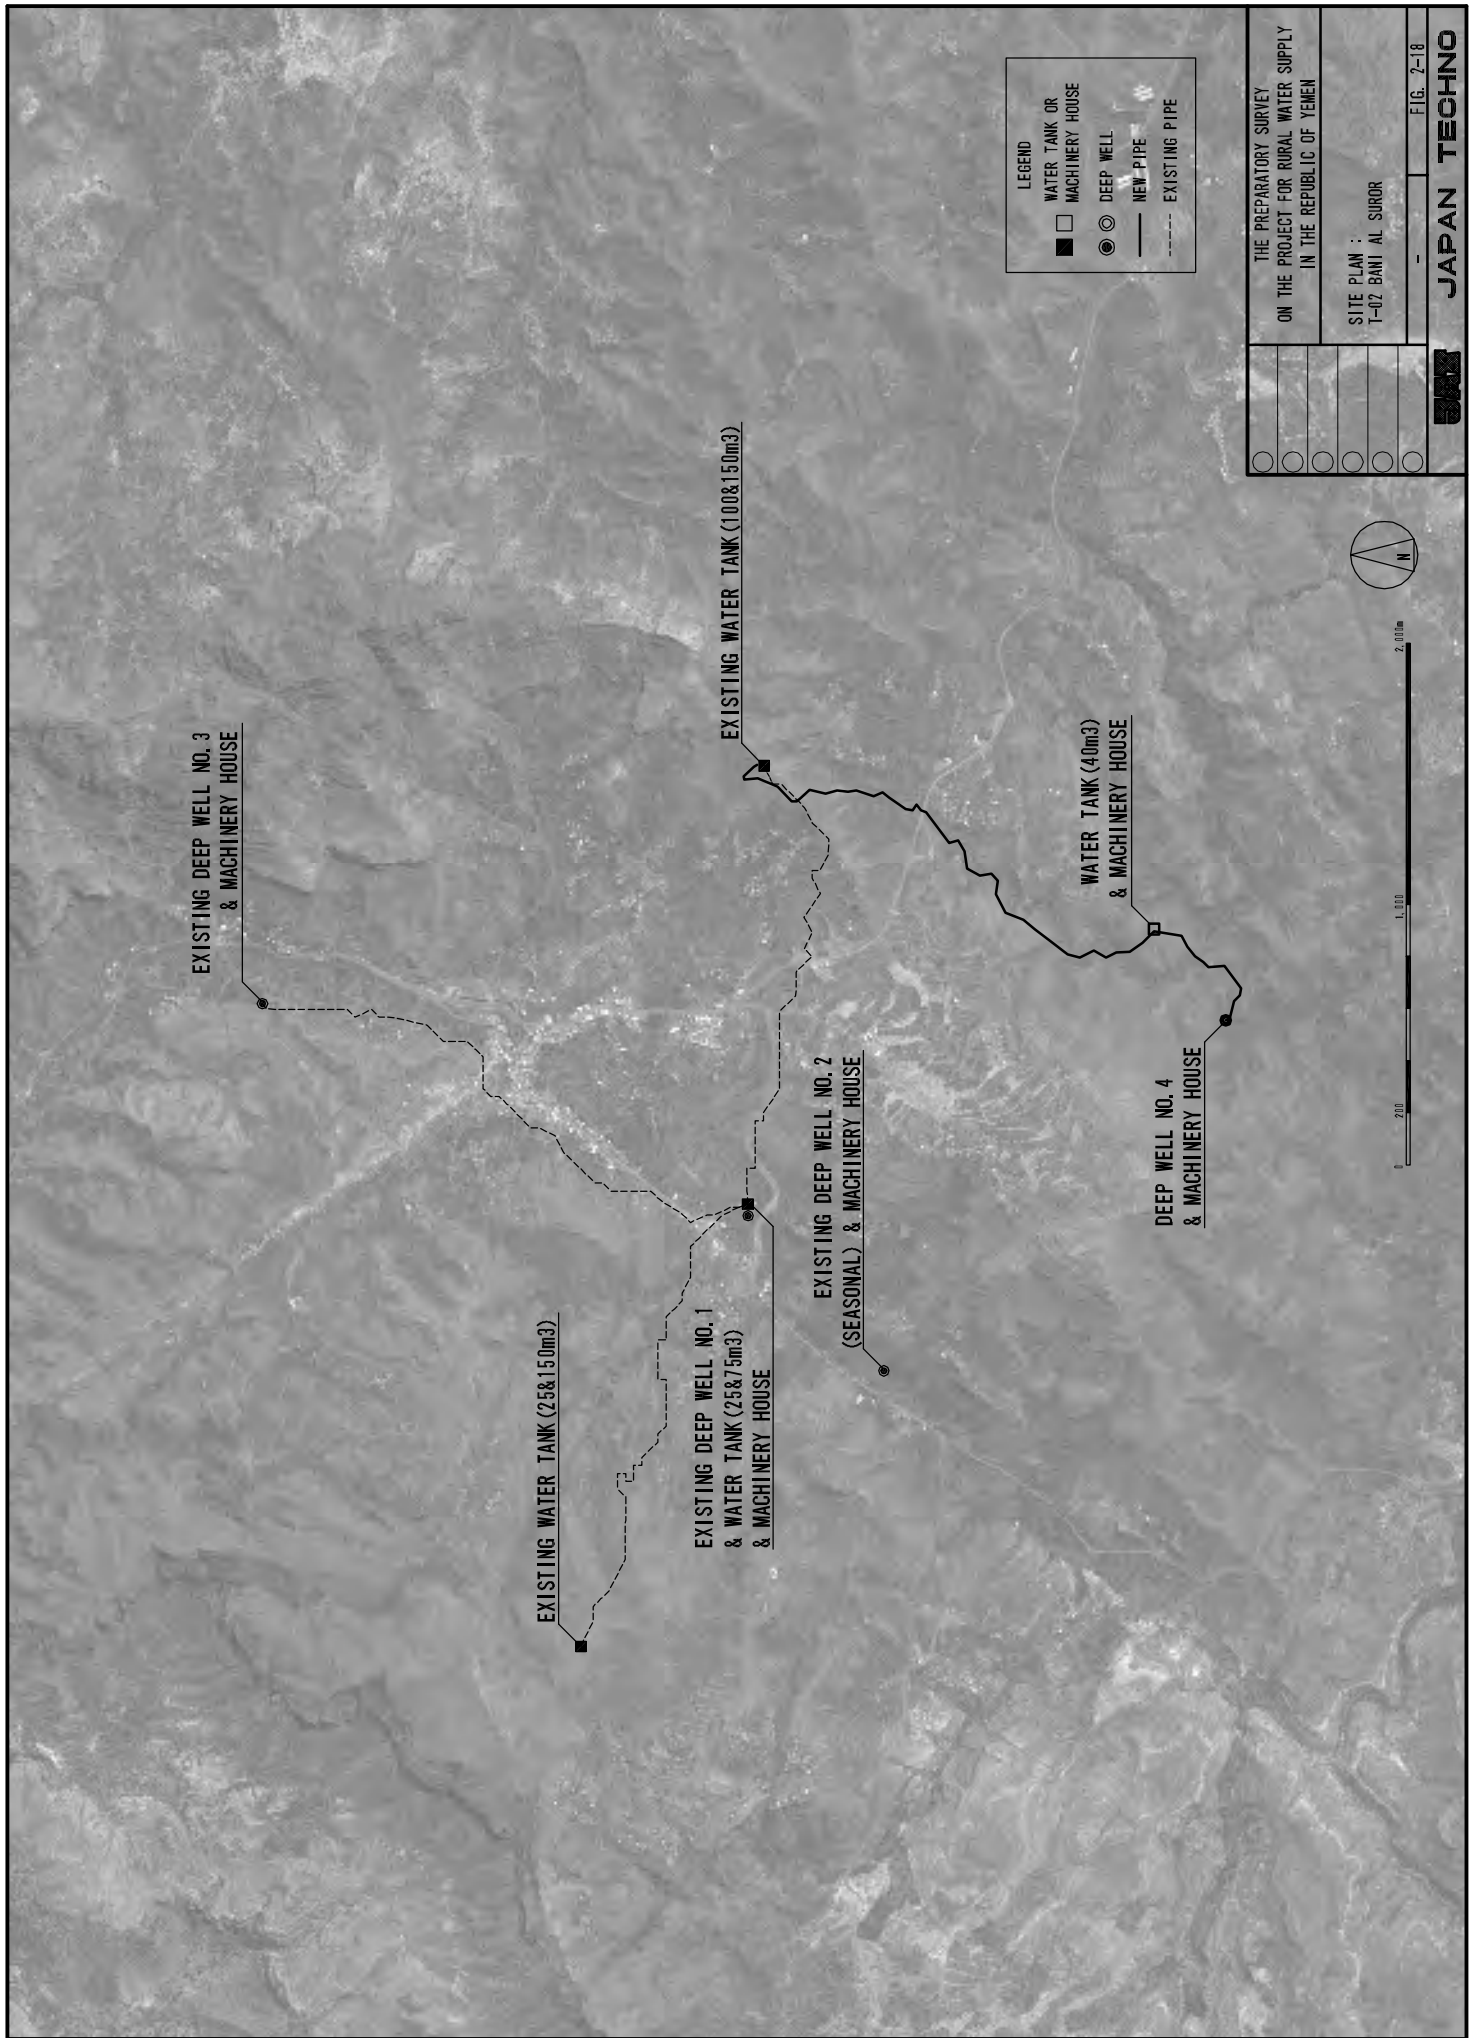 EXISTING DEEP WELL NO.3
& MACHINERY HOUSE
EXISTING WATER TANK(25&150m3)
EXISTING DEEP WELL NO.1
& WATER TANK(25&75m3)
& MACHINERY HOUSE
EXISTING WATER TANK(100&150m3)
EXISTING DEEP WELL NO.2
(SEASONAL) & MACHINERY HOUSE
WATER TANK(40m3)
& MACHINERY HOUSE
DEEP WELL NO.4
& MACHINERY HOUSE
LEGEND
WATER TANK OR
MACHINERY HOUSE
DEEP WELL
NEW PIPE
EXISTING PIPE
N
0 200 1,000 2,000m
THE PREPARATORY SURVEY
ON THE PROJECT FOR RURAL WATER SUPPLY
IN THE REPUBLIC OF YEMEN
SITE PLAN :
T-02 BANI AL SUROR
- FIG. 2-18
JAPAN TECHNO